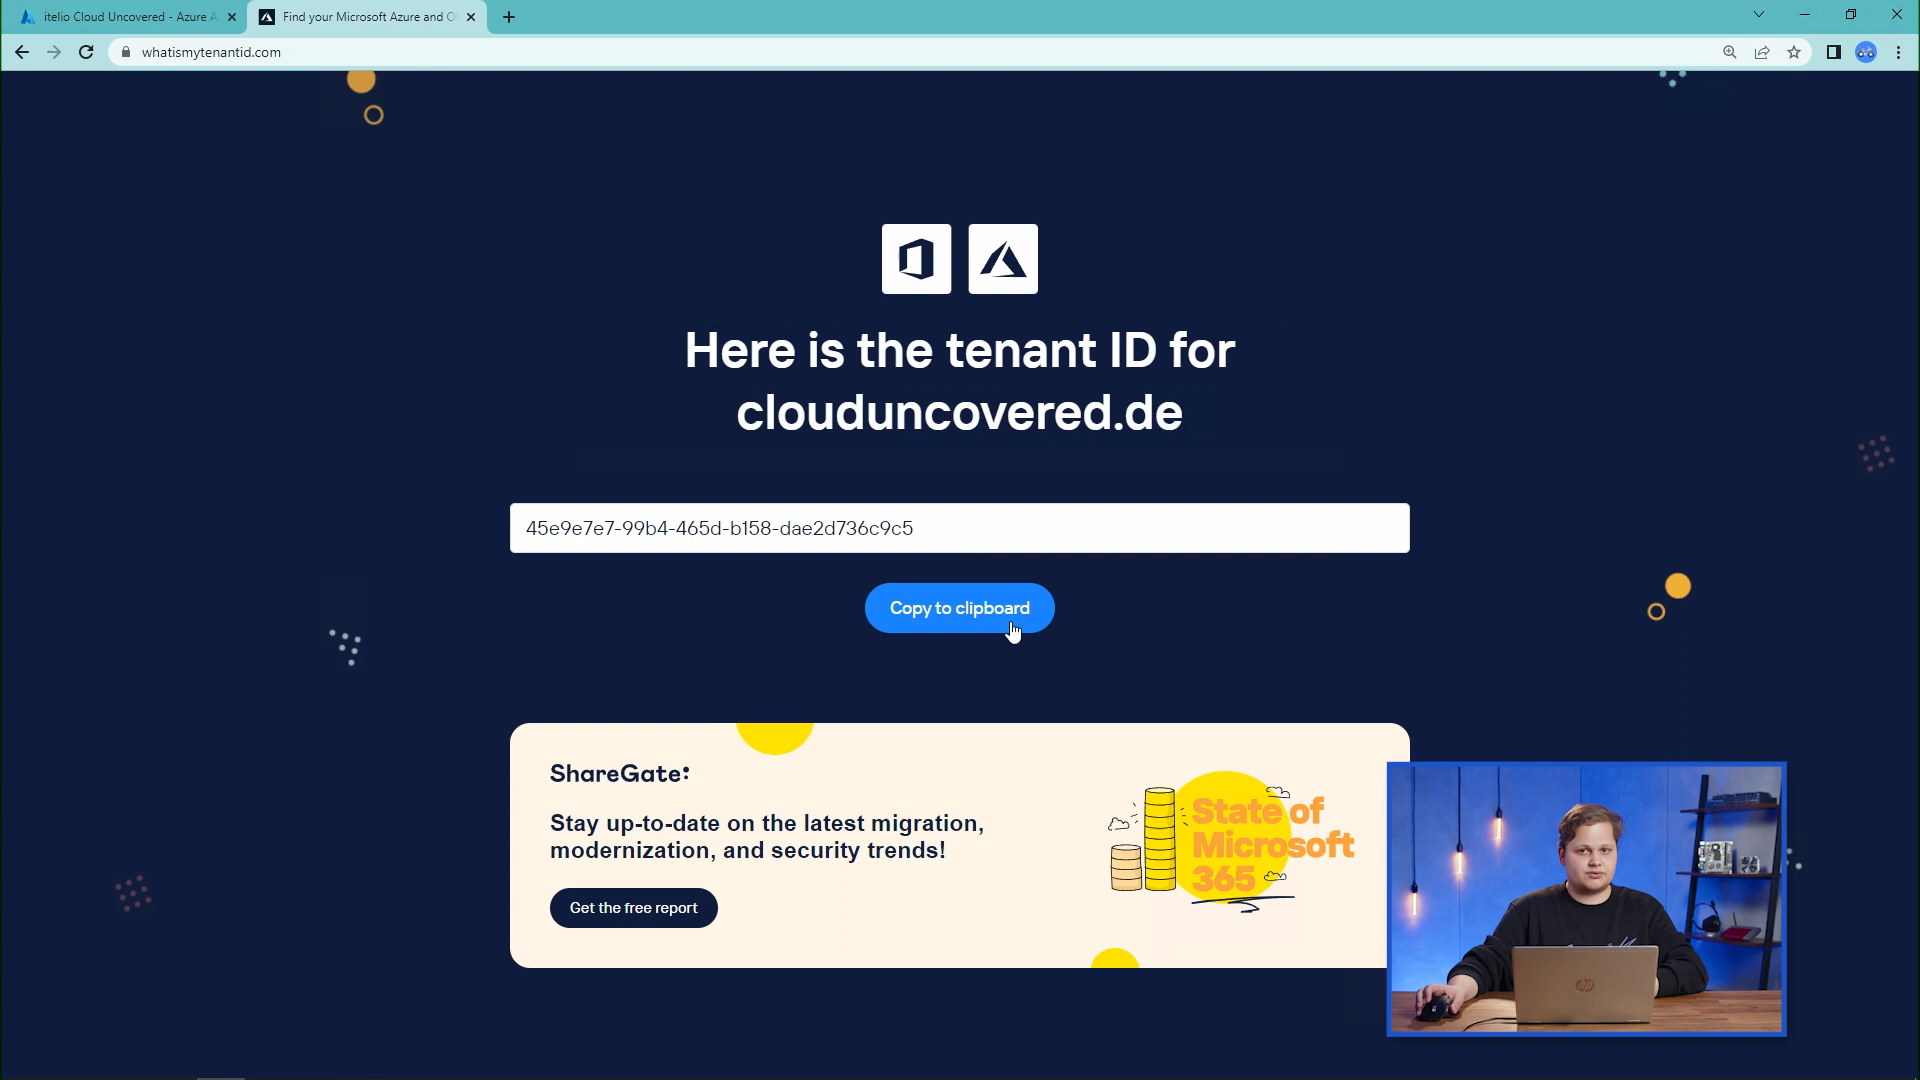 itelio Cloud Uncovered - Azure A
Find your Microsoft Azure and O
whatismytenantid.com
Here is the tenant ID for
clouduncovered.de
45e9e7e7-99b4-465d-b158-dae2d736c9c5
Copy to clipboard
ShareGate:
Stay up-to-date on the latest migration,
modernization, and security trends!
Get the free report
State of
Microsoft
365
hp